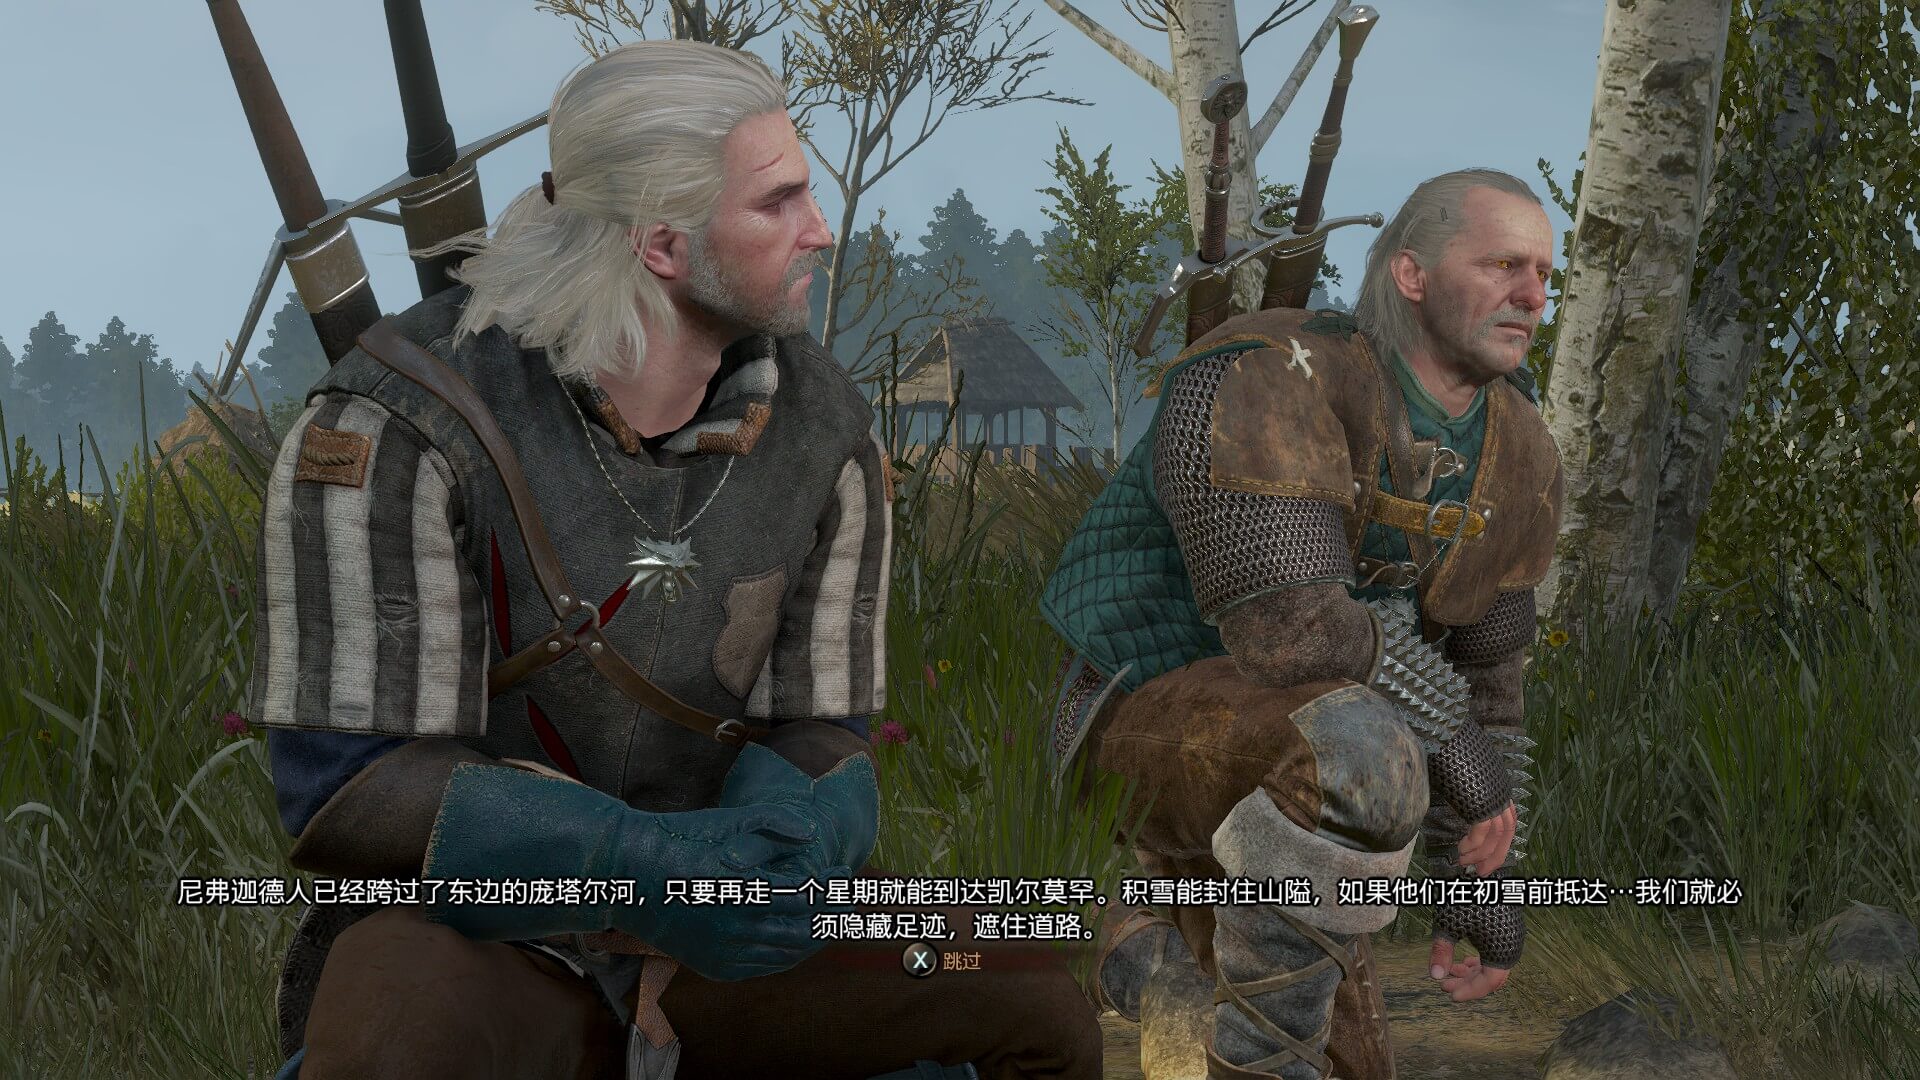 尼弗迦德人已经跨过了东边的庞塔尔河，只要再走一个星期就能到达凯尔莫罕。积雪能封住山隘，如果他们在初雪前抵达…我们就必
须隐藏足迹，遮住道路。
X 跳过